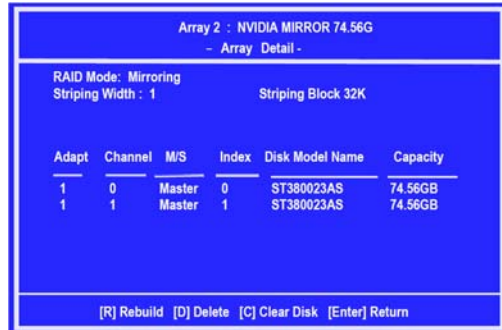 Array 2 : NVIDIA MIRROR 74.56G
– Array Detail -
RAID Mode: Mirroring
Striping Width : 1 Striping Block 32K
Adapt Channel M/S Index Disk Model Name Capacity
1 0 Master 0 ST380023AS 74.56GB
1 1 Master 1 ST380023AS 74.56GB
[R] Rebuild [D] Delete [C] Clear Disk [Enter] Return